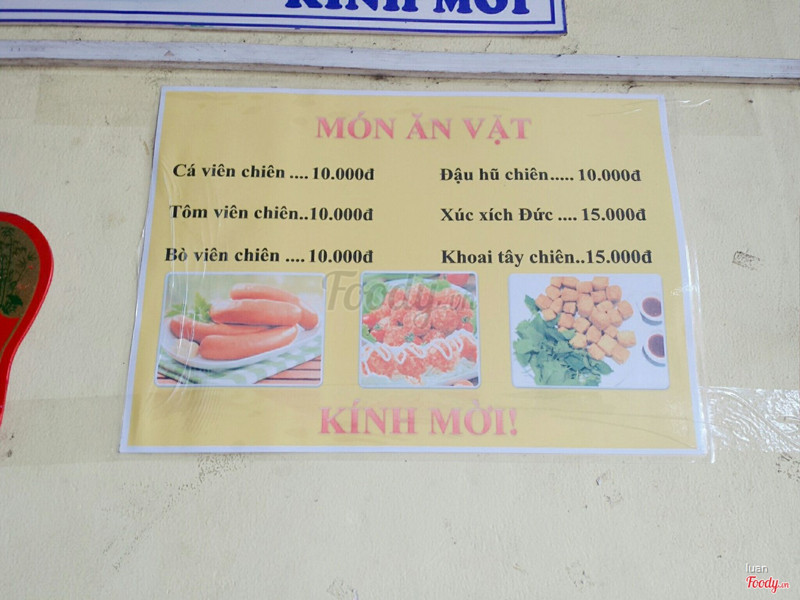 KÍNH MỜI
MÓN ĂN VẶT
Cá viên chiên .... 10.000đ
Đậu hũ chiên..... 10.000đ
Tôm viên chiên..10.000đ
Xúc xích Đức .... 15.000đ
Bò viên chiên .... 10.000đ
Khoai tây chiên..15.000đ
Foody.vn
KÍNH MỜI!
luan
Foody.vn